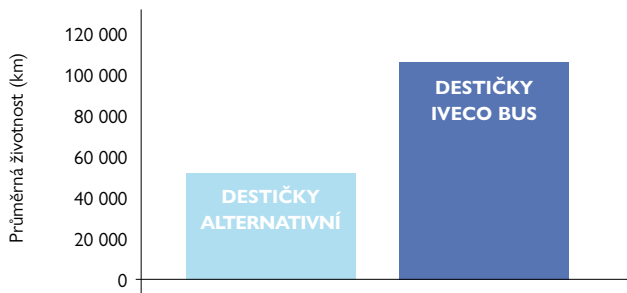 Průměrná životnost (km)
120 000
100 000
80 000
60 000
40 000
20 000
0
DESTIČKY
ALTERNATIVNÍ
DESTIČKY
IVECO BUS